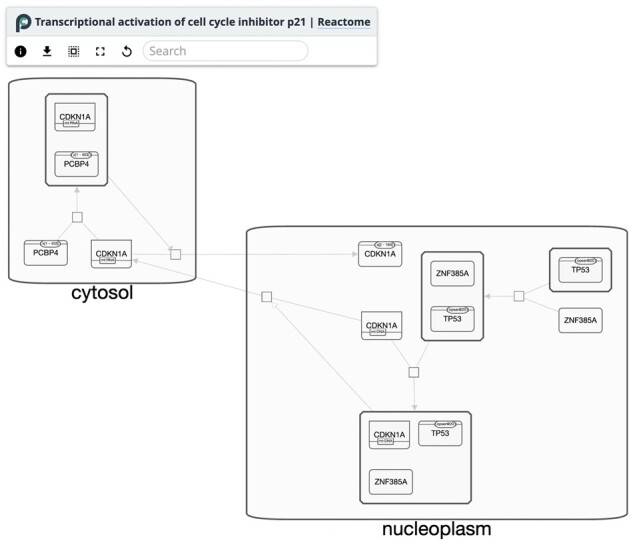 Transcriptional activation of cell cycle inhibitor p21 | Reactome
Search
CDKN1A
PCBP4
PCBP4
CDKN1A
cytosol
CDKN1A
ZNF385A
TP53
TP53
CDKN1A
ZNF385A
CDKN1A
TP53
ZNF385A
nucleoplasm